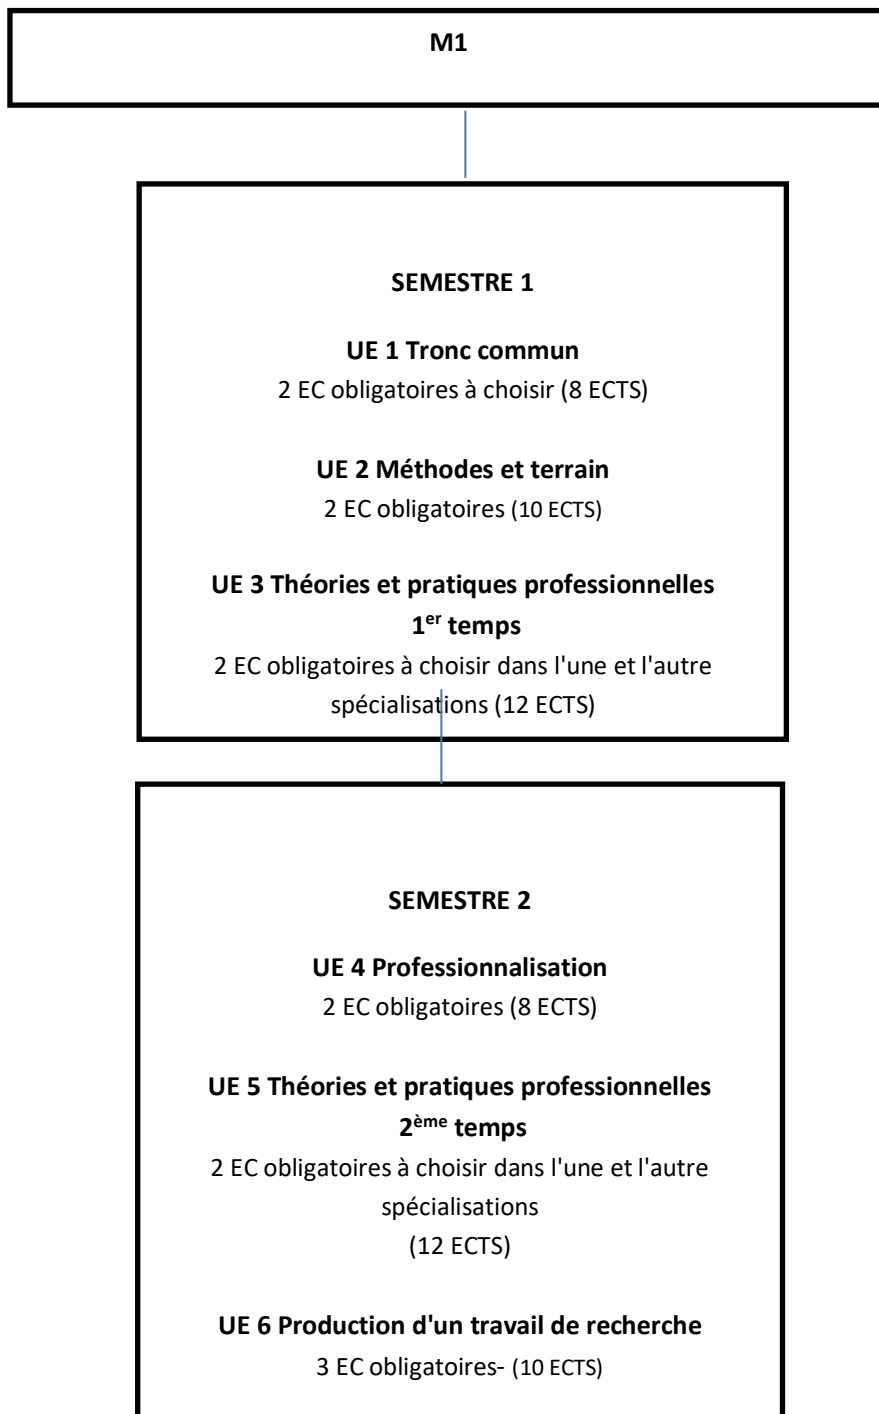 M1
SEMESTRE 1
UE 1 Tronc commun
2 EC obligatoires à choisir (8 ECTS)
UE 2 Méthodes et terrain
2 EC obligatoires (10 ECTS)
UE 3 Théories et pratiques professionnelles
1er temps
2 EC obligatoires à choisir dans l'une et l'autre
spécialisations (12 ECTS)
SEMESTRE 2
UE 4 Professionnalisation
2 EC obligatoires (8 ECTS)
UE 5 Théories et pratiques professionnelles
2ème temps
2 EC obligatoires à choisir dans l'une et l'autre
spécialisations
(12 ECTS)
UE 6 Production d'un travail de recherche
3 EC obligatoires- (10 ECTS)